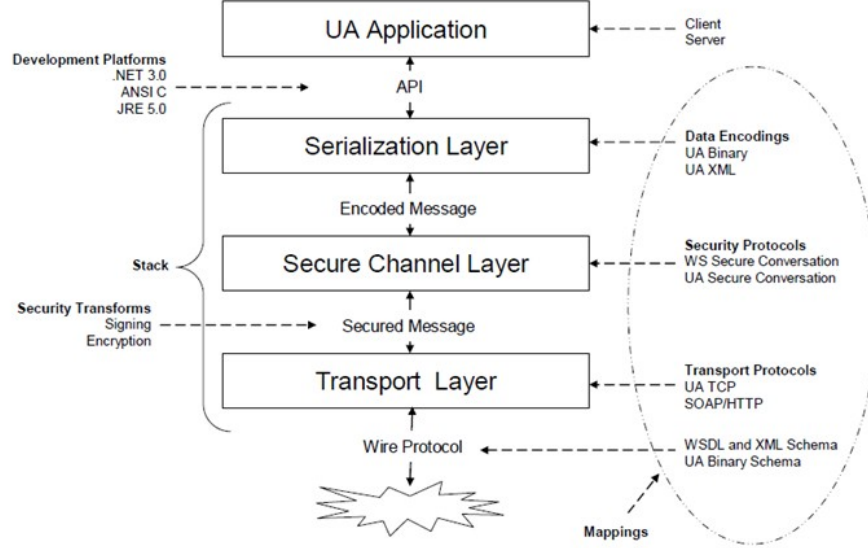 UA Application
Client
Server
Development Platforms
.NET 3.0
ANSI C
JRE 5.0
API
Serialization Layer
Data Encodings
UA Binary
UA XML
Encoded Message
Stack
Secure Channel Layer
Security Protocols
WS Secure Conversation
UA Secure Conversation
Security Transforms
Signing
Encryption
Secured Message
Transport Layer
Transport Protocols
UA TCP
SOAP/HTTP
Wire Protocol
WSDL and XML Schema
UA Binary Schema
Mappings